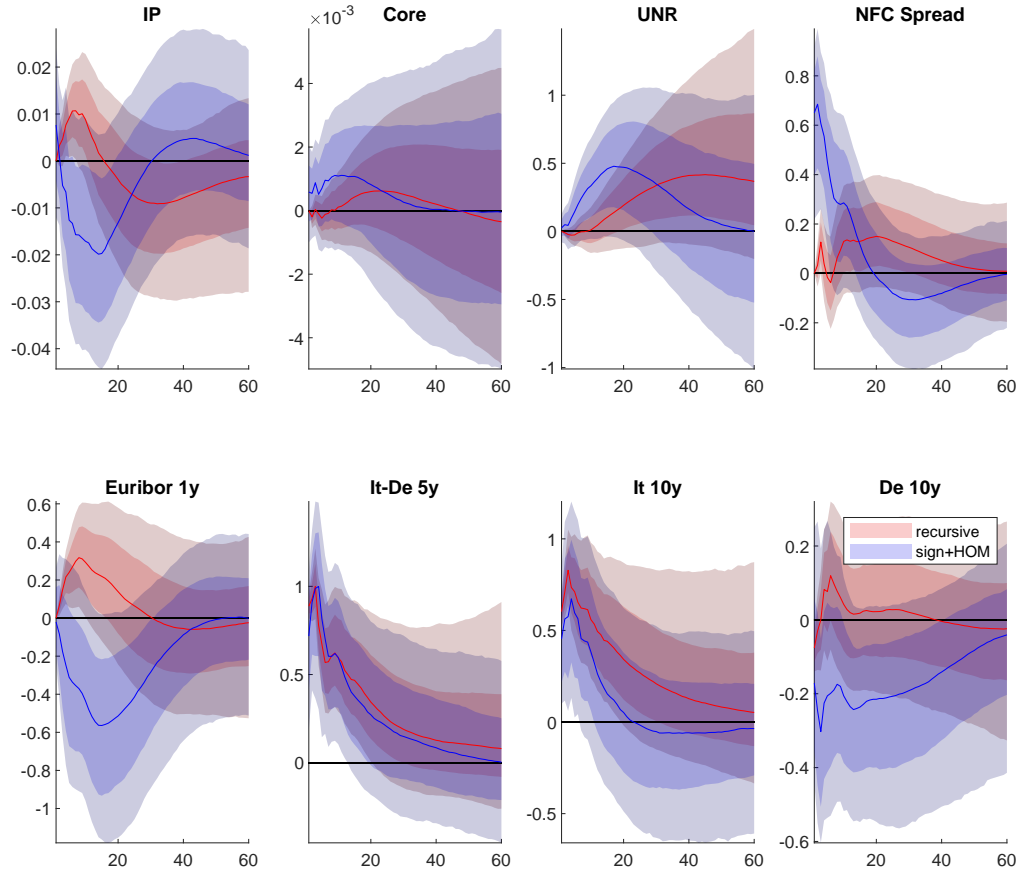 IP
Core
UNR
NFC Spread
×10⁻³
0.02
0.01
0
-0.01
-0.02
-0.03
-0.04
20 40 60
4
2
0
-2
-4
20 40 60
1
0.5
0
-0.5
-1
20 40 60
0.8
0.6
0.4
0.2
0
-0.2
20 40 60
Euribor 1y
It-De 5y
It 10y
De 10y
0.6
0.4
0.2
0
-0.2
-0.4
-0.6
-0.8
-1
20 40 60
1
0.5
0
20 40 60
1
0.5
0
-0.5
20 40 60
0.2
0
-0.2
-0.4
-0.6
20 40 60
recursive
sign+HOM